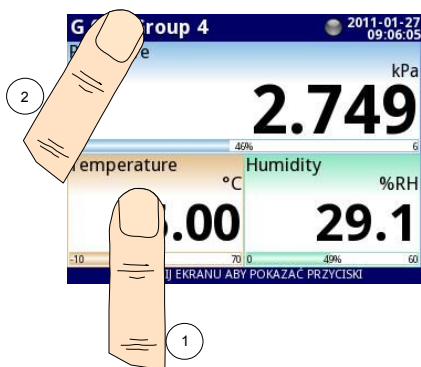 G roup 4
2011-01-27
09:06:05
P re
kPa
2.749
46% 6
emperature
°C
.00
-10 70
Humidity
%RH
29.1
0 49% 60
IJ EKRANU ABY POKAZAĆ PRZYCISKI
2
1